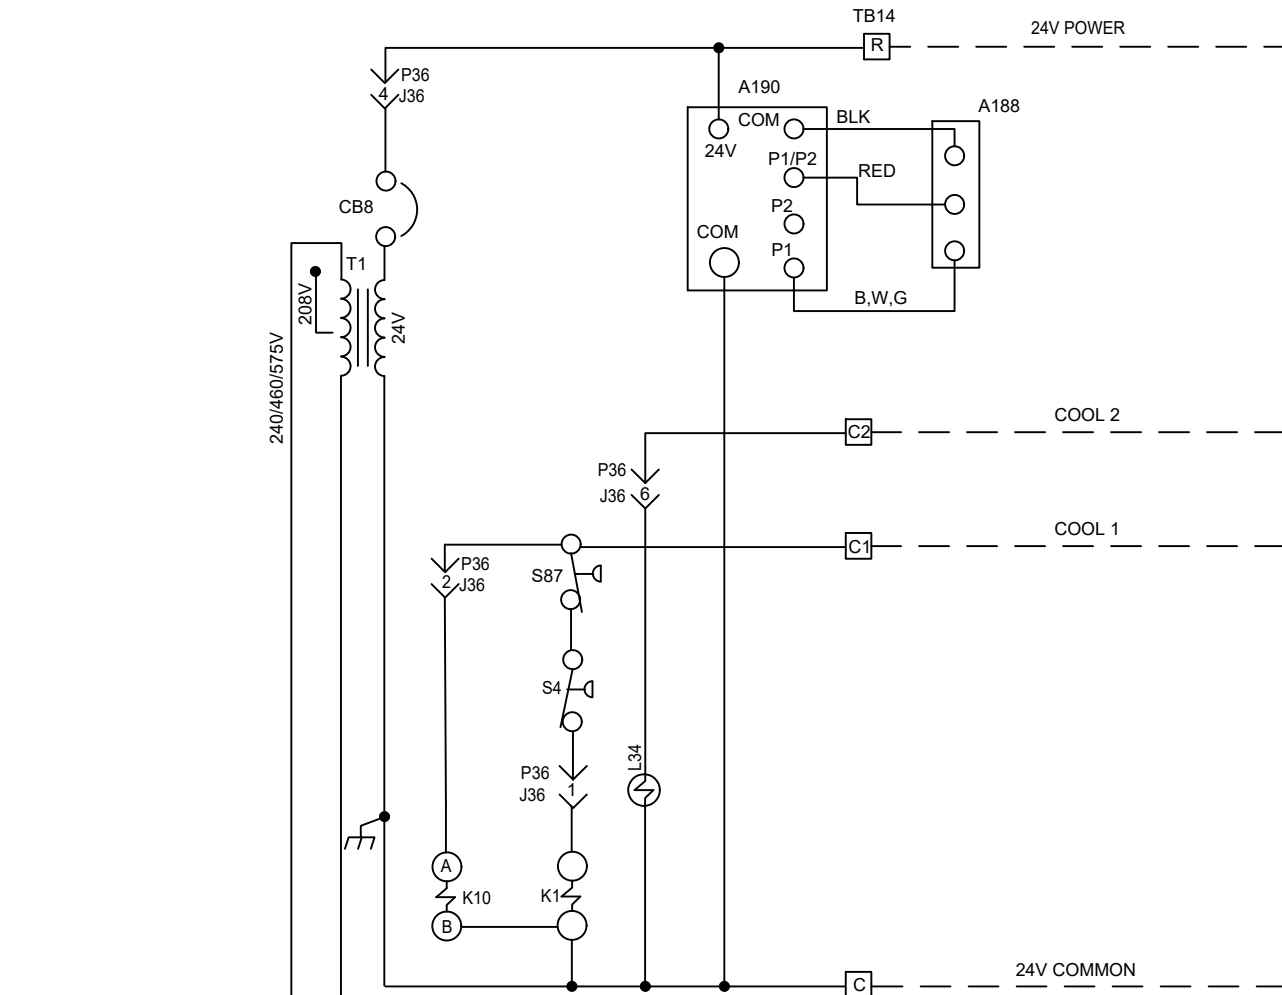 TB14
R
24V POWER
P36
4
J36
A190
COM
BLK
A188
24V
P1/P2
RED
CB8
P2
COM
P1
T1
208V
24V
B,W,G
240/460/575V
C2
COOL 2
P36
J36
6
C1
COOL 1
P36
2
J36
S87
S4
L34
P36
J36
1
A
K10
K1
B
C
24V COMMON